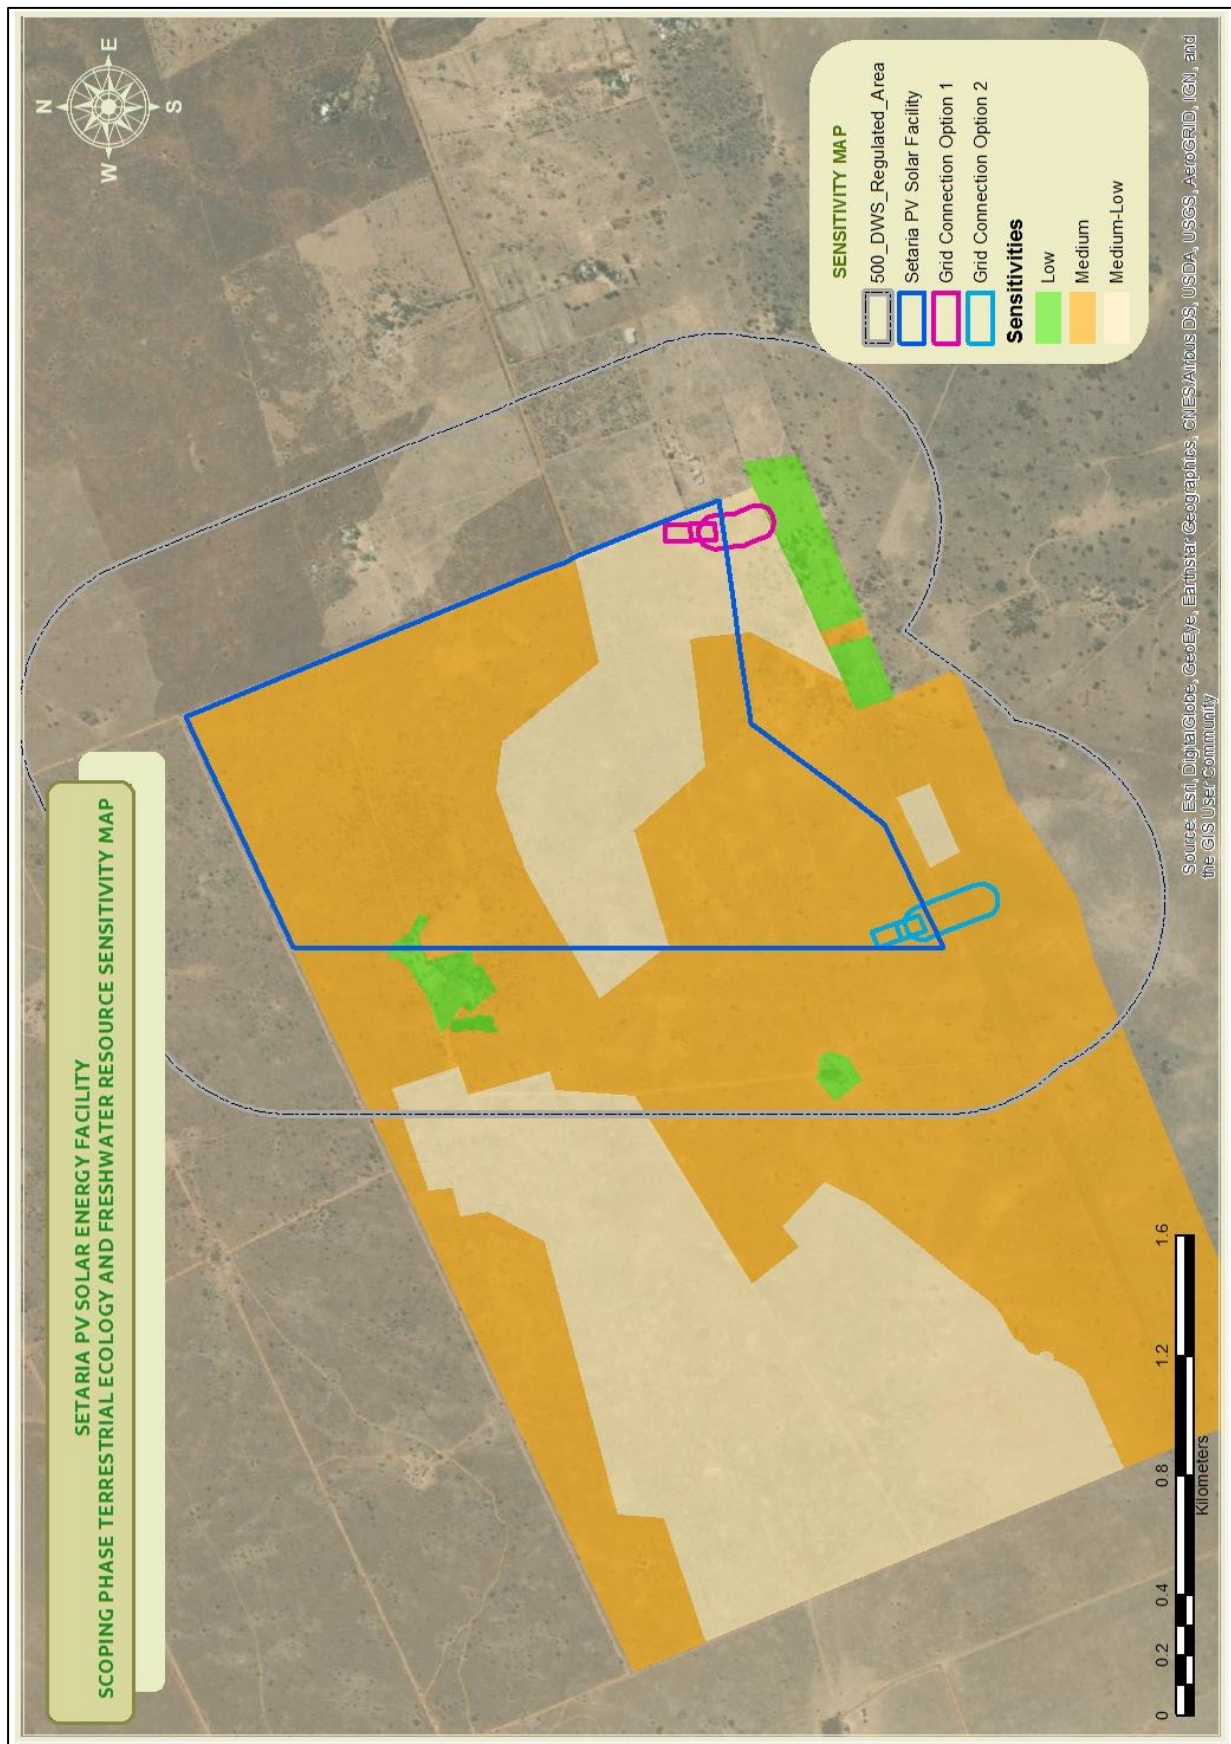 SETARIA PV SOLAR ENERGY FACILITY
SCOPING PHASE TERRESTRIAL ECOLOGY AND FRESHWATER RESOURCE SENSITIVITY MAP
N
W
E
S
SENSITIVITY MAP
500_DWS_Regulated_Area
Setaria PV Solar Facility
Grid Connection Option 1
Grid Connection Option 2
Sensitivities
Low
Medium
Medium-Low
0 0.2 0.4 0.8 1.2 1.6
Kilometers
Source: Esri, DigitalGlobe, GeoEye, Earthstar Geographics, CNES/Airbus DS, USDA, USGS, AeroGRID, IGN, and
the GIS User Community